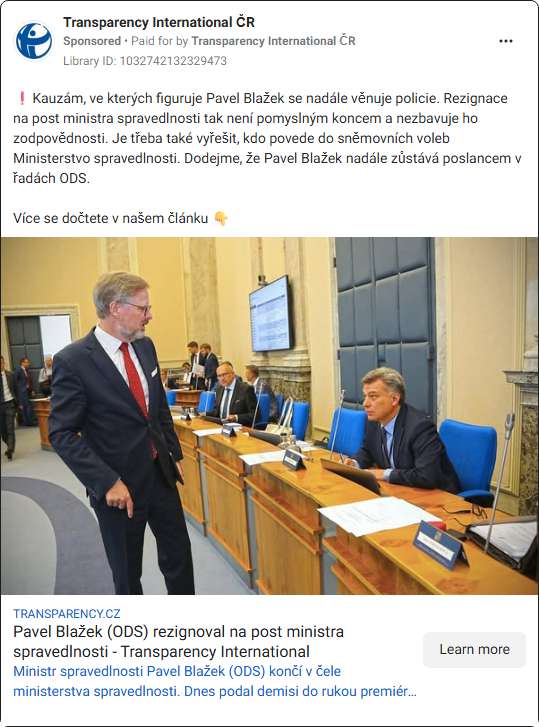 Transparency International ČR
Sponsored • Paid for by Transparency International ČR
Library ID: 1032742132329473
❗ Kauzám, ve kterých figuruje Pavel Blažek se nadále věnuje policie. Rezignace
na post ministra spravedlnosti tak není pomyslným koncem a nezbavuje ho
zodpovědnosti. Je třeba také vyřešit, kdo povede do sněmovních voleb
Ministerstvo spravedlnosti. Dodejme, že Pavel Blažek nadále zůstává poslancem v
řadách ODS.
Více se dočtete v našem článku 👇
TRANSPARENCY.CZ
Pavel Blažek (ODS) rezignoval na post ministra
spravedlnosti - Transparency International
Learn more
Ministr spravedlnosti Pavel Blažek (ODS) končí v čele
ministerstva spravedlnosti. Dnes podal demisi do rukou premiér...